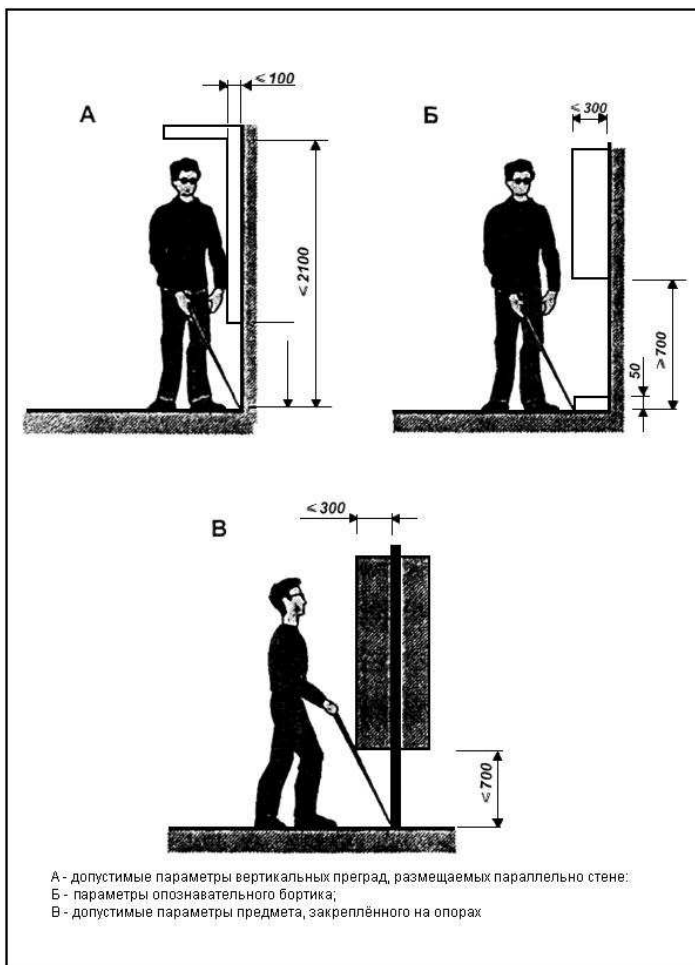 А
≤ 100
≤ 2100
Б
≤ 300
≥ 700
50
В
≤ 300
≤ 700
А - допустимые параметры вертикальных преград, размещаемых параллельно стене:
Б - параметры опознавательного бортика;
В - допустимые параметры предмета, закреплённого на опорах